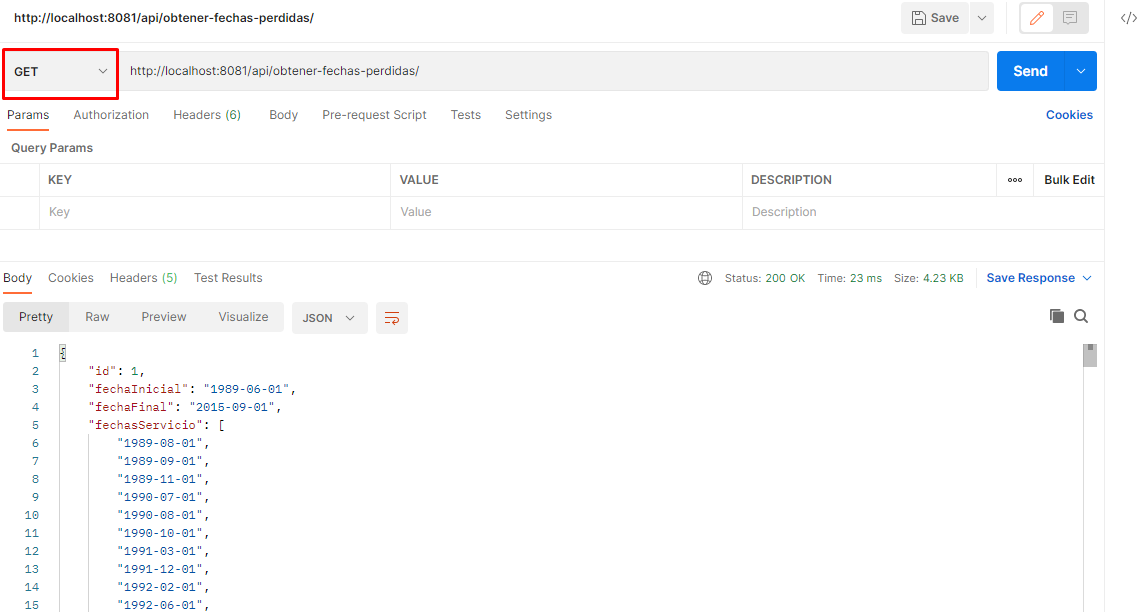 http://localhost:8081/api/obtener-fechas-perdidas/
Save
GET
http://localhost:8081/api/obtener-fechas-perdidas/
Send
Params Authorization Headers (6) Body Pre-request Script Tests Settings Cookies
Query Params
KEY VALUE DESCRIPTION ooo Bulk Edit
Key Value Description
Body Cookies Headers (5) Test Results Status: 200 OK Time: 23 ms Size: 4.23 KB Save Response
Pretty Raw Preview Visualize JSON
1 {
2 "id": 1,
3 "fechaInicial": "1989-06-01",
4 "fechaFinal": "2015-09-01",
5 "fechasServicio": [
6 "1989-08-01",
7 "1989-09-01",
8 "1989-11-01",
9 "1990-07-01",
10 "1990-08-01",
11 "1990-10-01",
12 "1991-03-01",
13 "1991-12-01",
14 "1992-02-01",
15 "1992-06-01",